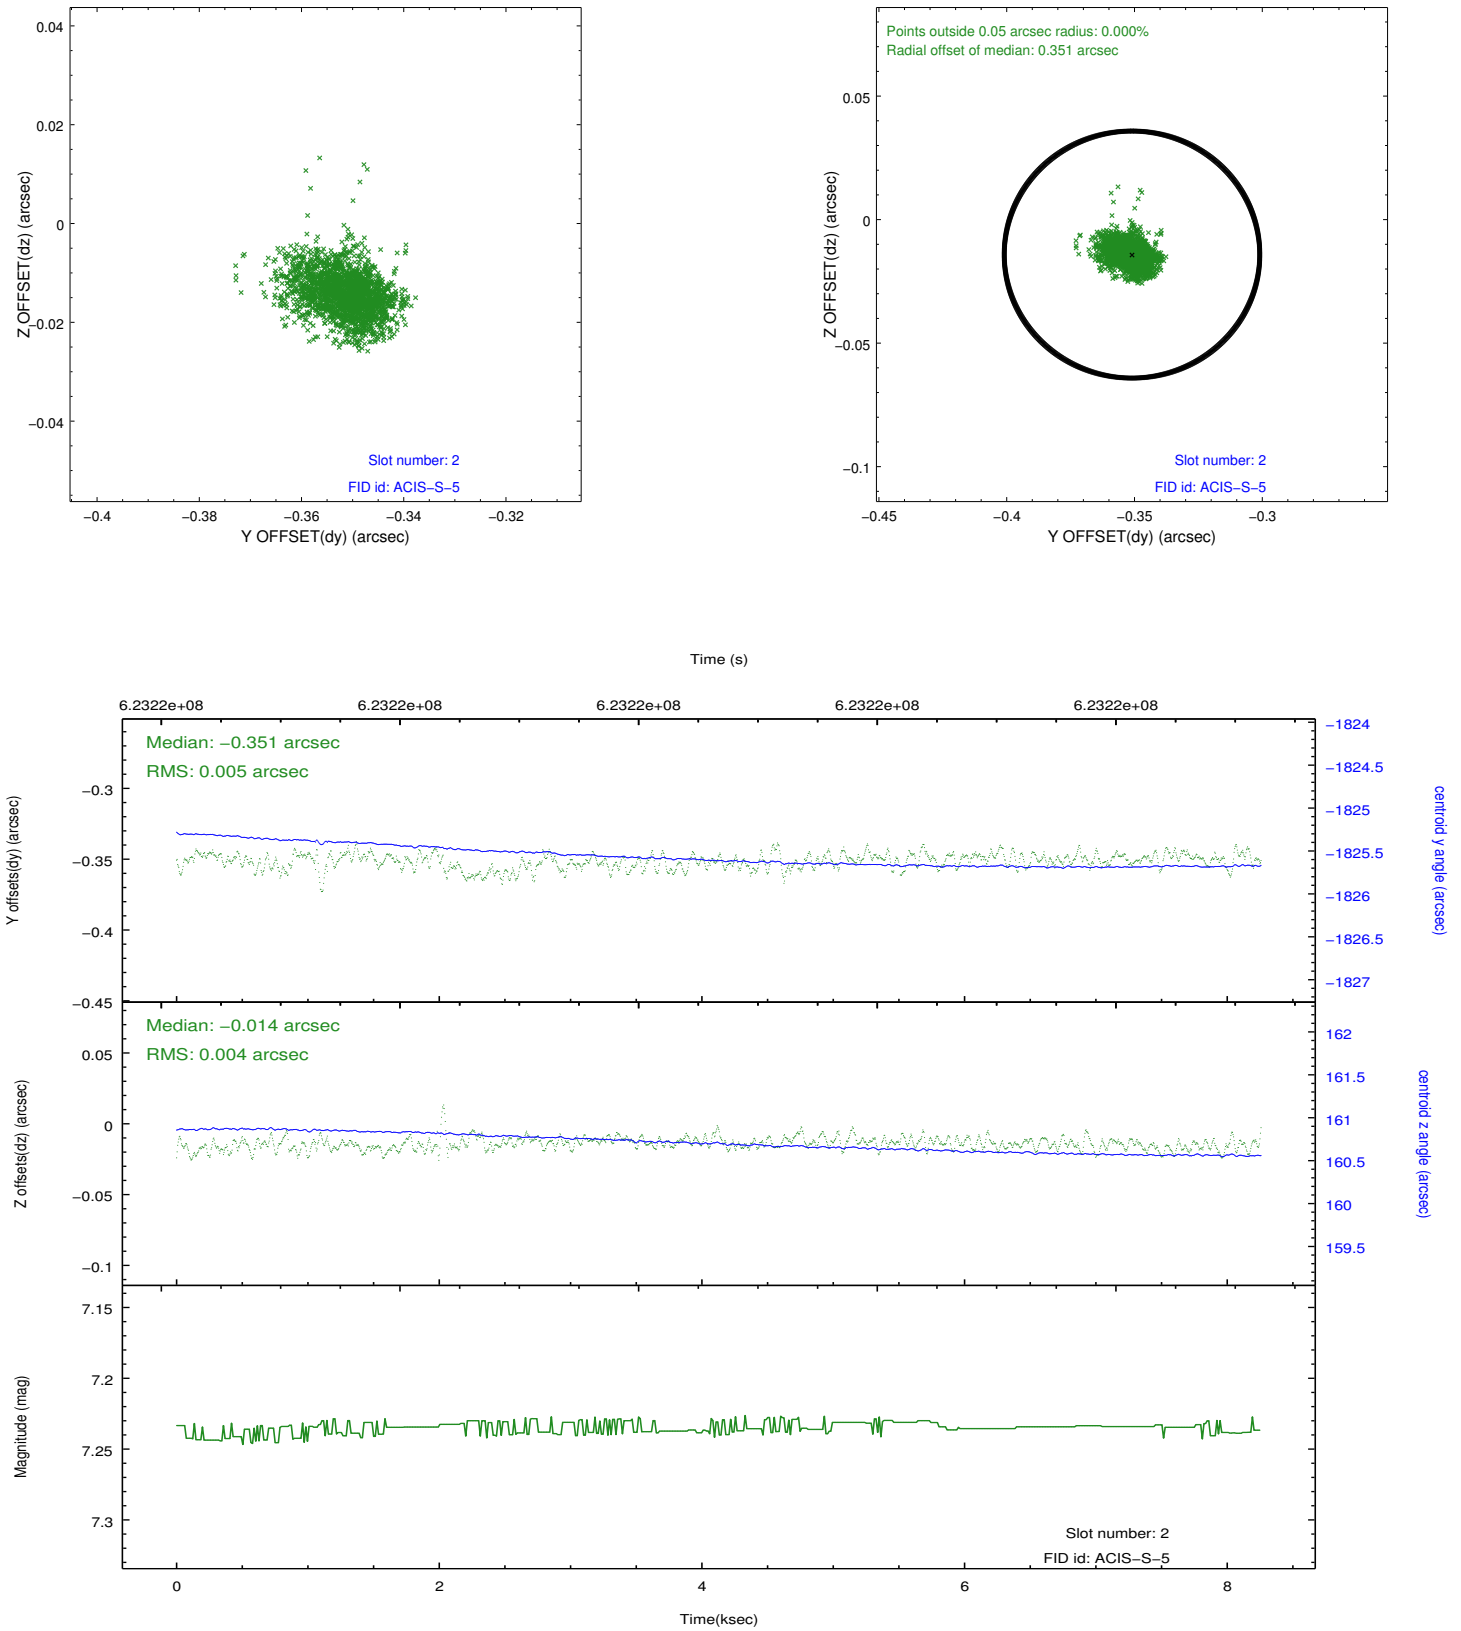 0.04
0.02
0
−0.02
−0.04
Z OFFSET(dz) (arcsec)
−0.4
−0.38
−0.36
−0.34
−0.32
Y OFFSET(dy) (arcsec)
Slot number: 2
FID id: ACIS−S−5
Points outside 0.05 arcsec radius: 0.000%
Radial offset of median: 0.351 arcsec
0.05
0
−0.05
−0.1
Z OFFSET(dz) (arcsec)
−0.45
−0.4
−0.35
−0.3
Y OFFSET(dy) (arcsec)
Slot number: 2
FID id: ACIS−S−5
Time (s)
6.2322e+08
6.2322e+08
6.2322e+08
6.2322e+08
6.2322e+08
Median: −0.351 arcsec
RMS: 0.005 arcsec
−0.3
−0.35
−0.4
−0.45
Y offsets(dy) (arcsec)
−1824
−1824.5
−1825
−1825.5
−1826
−1826.5
−1827
centroid y angle (arcsec)
Median: −0.014 arcsec
RMS: 0.004 arcsec
0.05
0
−0.05
−0.1
Z offsets(dz) (arcsec)
162
161.5
161
160.5
160
159.5
centroid z angle (arcsec)
7.15
7.2
7.25
7.3
Magnitude (mag)
Slot number: 2
FID id: ACIS−S−5
0
2
4
6
8
Time(ksec)